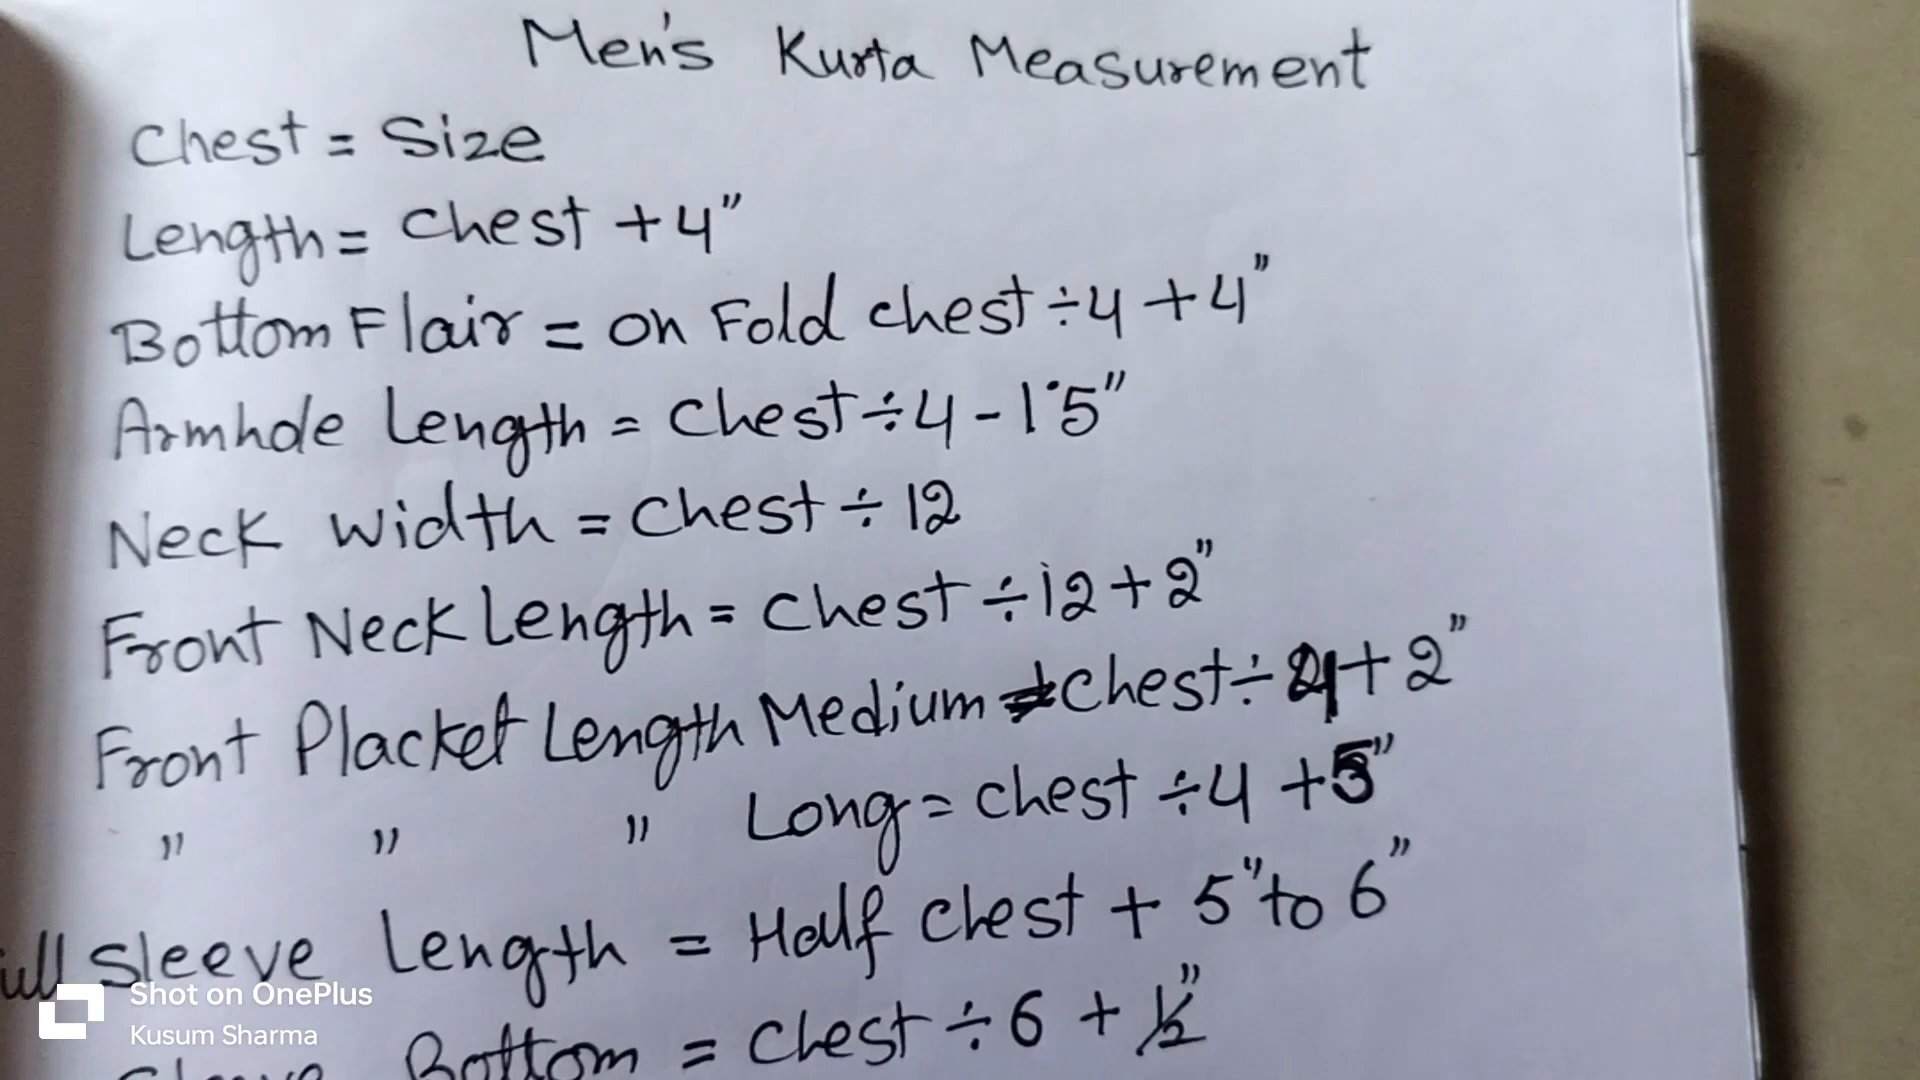 Men's Kurta Measurement
Chest = Size
Length = Chest + 4"
Bottom Flair = on Fold chest ÷ 4 + 4"
Armhole Length = Chest ÷ 4 - 1.5"
Neck width = Chest ÷ 12
Front Neck Length = Chest ÷ 12 + 2"
Front Placket Length Medium = Chest ÷ 4 + 2"
" " " Long = chest ÷ 4 + 5"
ull Sleeve Length = Half Chest + 5" to 6"
Bottom = Chest ÷ 6 + ½"
Shot on OnePlus
Kusum Sharma